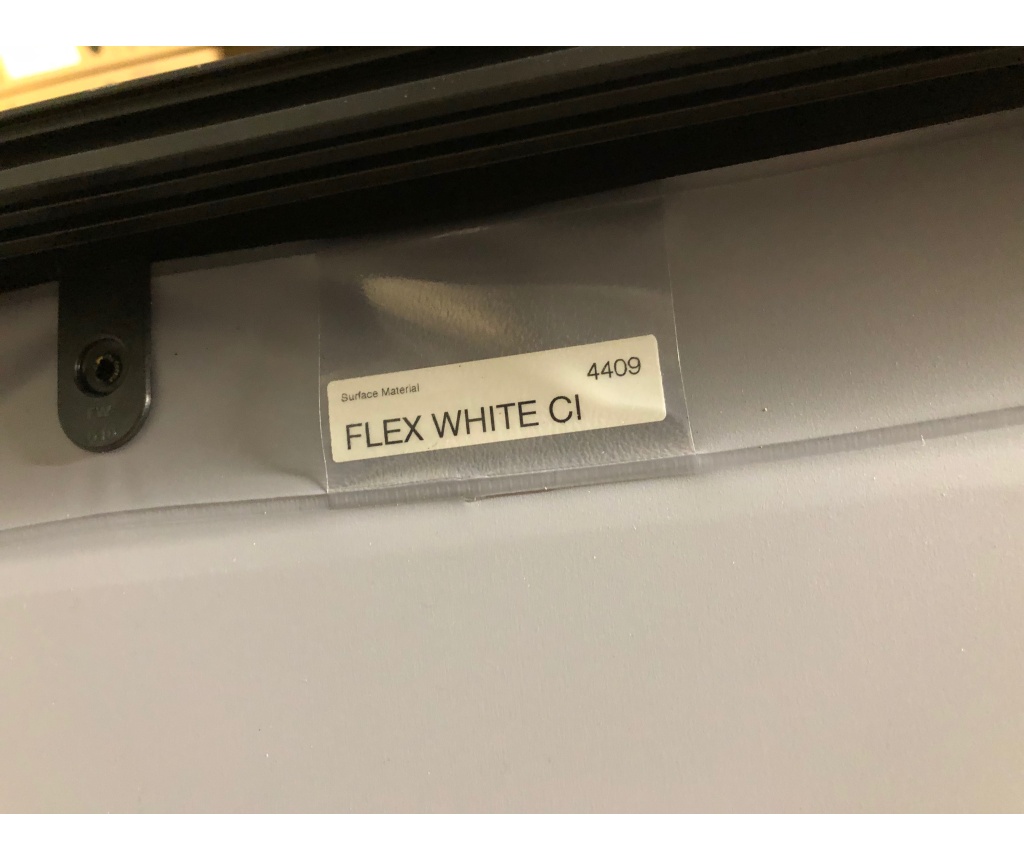 Surface Material
4409
FLEX WHITE CI